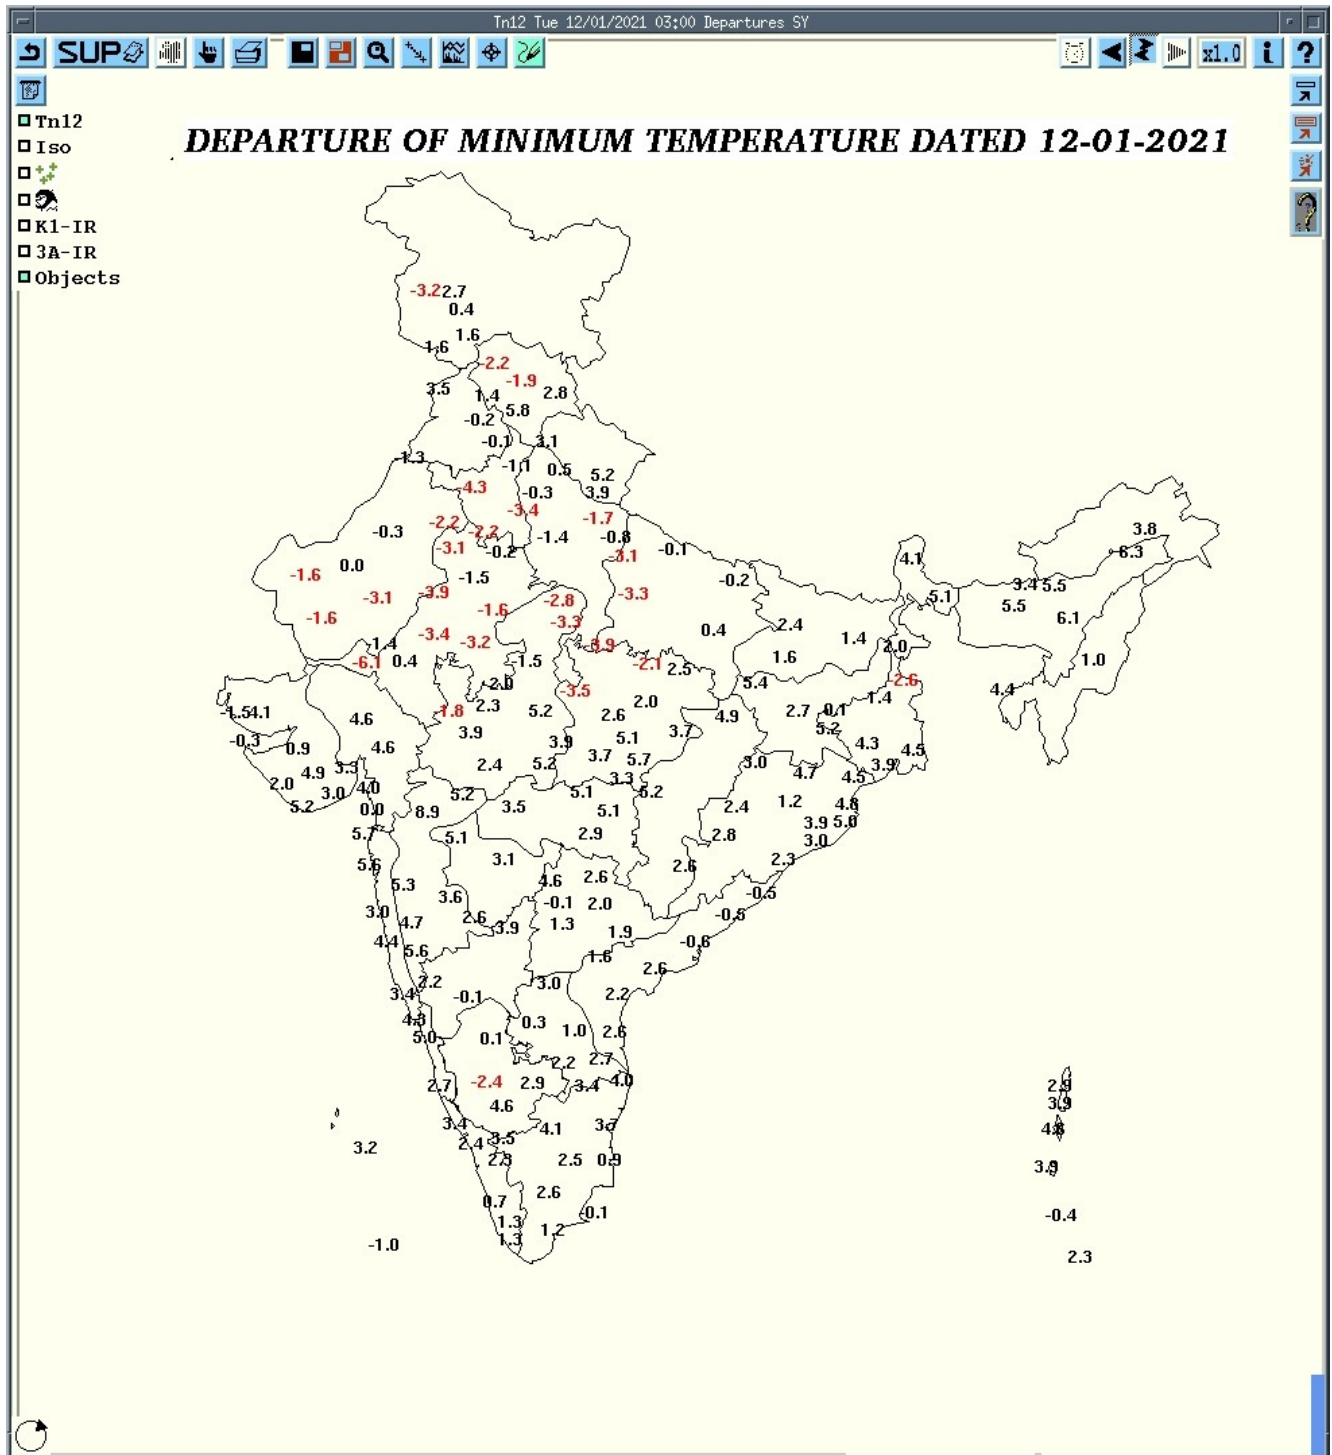 Tn12 Tue 12/01/2021 03:00 Departures SY
SUP
x1.0
i
?
Tn12
Iso
K1-IR
3A-IR
Objects
DEPARTURE OF MINIMUM TEMPERATURE DATED 12-01-2021
-3.2 2.7
0.4
1.6
1.6
-2.2
-1.9
3.5 1.4 2.8
5.8
-0.2
-0.1 3.1
-1.3 -1.1 0.5 5.2
-4.3 -0.3 3.9
-3.4 -1.7
-0.3 -2.2 -2.2 -1.4 -0.8 3.8
-3.1 -0.2 -3.1 -0.1 -6.3
0.0 4.1
-1.6 -1.5 -0.2 3.4 5.5
-3.1 -3.9 -2.8 -3.3 5.1 5.5
-1.6 -1.6 -3.3 6.1
-3.4 0.4 2.4
1.4 -3.2 -3.9 1.4 2.0
-6.1 0.4 -1.5 -2.1 2.5 1.6 1.0
-2.0 -3.5 5.4 -2.6 4.4
2.3 2.0 1.4
-1.5 4.1 4.6 -1.8 5.2 2.6 4.9 2.7 0.1
3.9 3.7 5.2
-0.3 0.9 4.6 3.9 5.1 4.3 4.5
2.4 5.2 3.7 5.7 3.0 3.9
4.9 3.3 3.3 4.7 4.5
2.0 3.0 4.0 5.2 5.1 5.2
5.2 0.0 8.9 3.5 5.1 2.4 1.2 4.8
5.7 5.1 2.9 2.8 3.9 5.0
3.0
5.6 3.1 2.6 2.3
5.3 4.6 2.6
3.6 -0.1 2.0 -0.5
3.0 4.7 2.6 3.9 1.3 -0.5
4.4 5.6 1.9 -0.6
1.6
2.6
2.2 3.0
3.4 -0.1 2.2
4.3 0.3 1.0 2.6
5.0 0.1
2.2 2.7
2.7 -2.4 2.9 3.4 4.0 2.9
4.6 3.9
3.4 3.5 4.1 3.7 4.8
3.2 2.4
2.3 2.5 0.9 3.9
2.6
0.7 -0.1 -0.4
1.3 1.2
-1.0 1.3 2.3